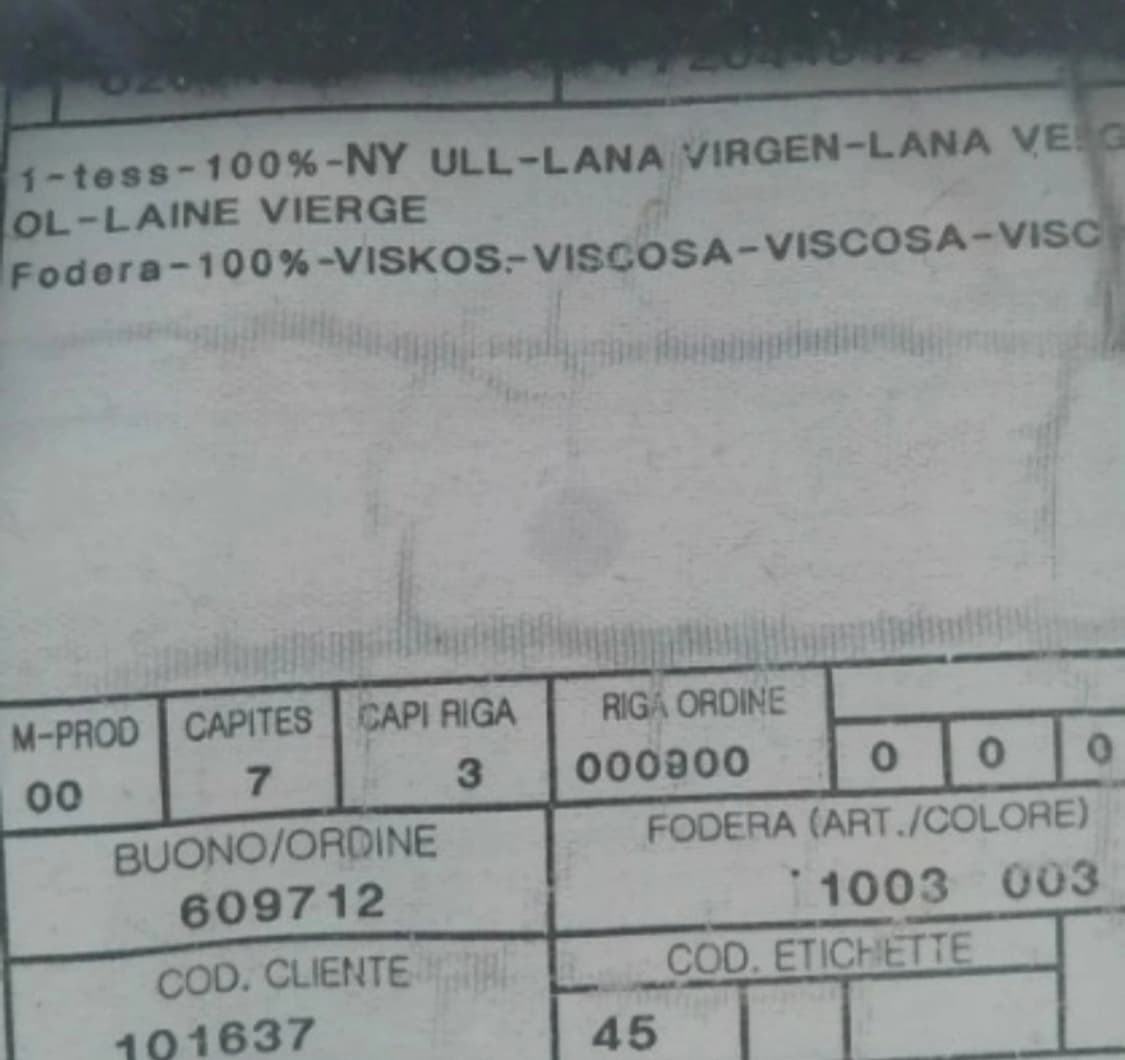 1-tess-100%-NY ULL-LANA VIRGEN-LANA
OL-LAINE VIERGE
Fodera-100%-VISKOS.-VISCOSA-VISCOSA-VISC
M-PROD CAPITES CAPI RIGA RIGA ORDINE
00 7 3 000900 0 0 0
BUONO/ORDINE FODERA (ART./COLORE)
609712 1003 003
COD. CLIENTE COD. ETICHETTE
101637 45